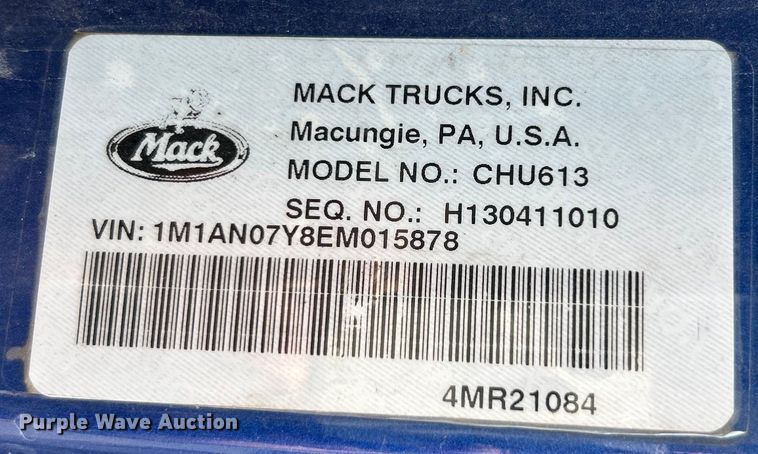 MACK TRUCKS, INC.
Mack
Macungie, PA, U.S.A.
MODEL NO.: CHU613
SEQ. NO.: H130411010
VIN: 1M1AN07Y8EM015878
4MR21084
Purple Wave Auction